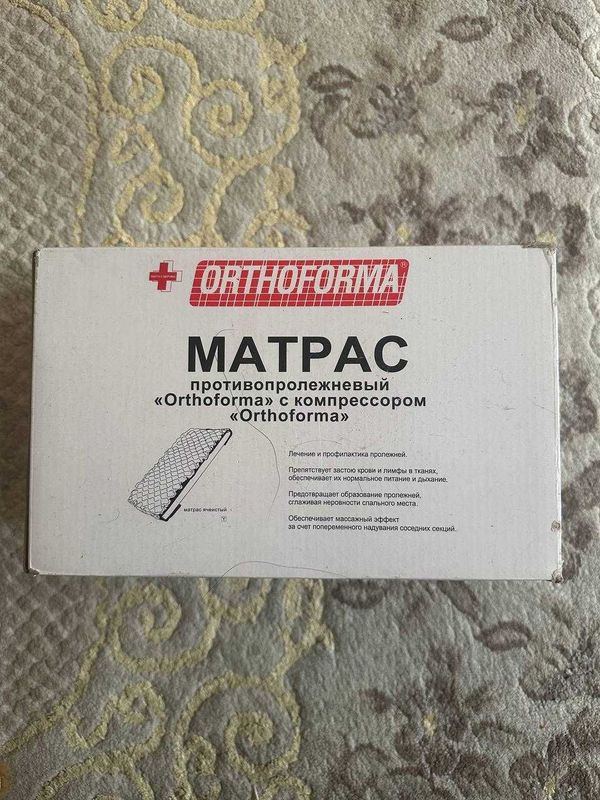 ORTHOFORMA®
МАТРАС
противопролежневый
«Orthoforma» с компрессором
«Orthoforma»
Лечение и профилактика пролежней.
Препятствует застою крови и лимфы в тканях,
обеспечивает их нормальное питание и дыхание.
Предотвращает образование пролежней,
сглаживая неровности спального места.
Обеспечивает массажный эффект
за счет попеременного надувания соседних секций.
матрас ячеистый